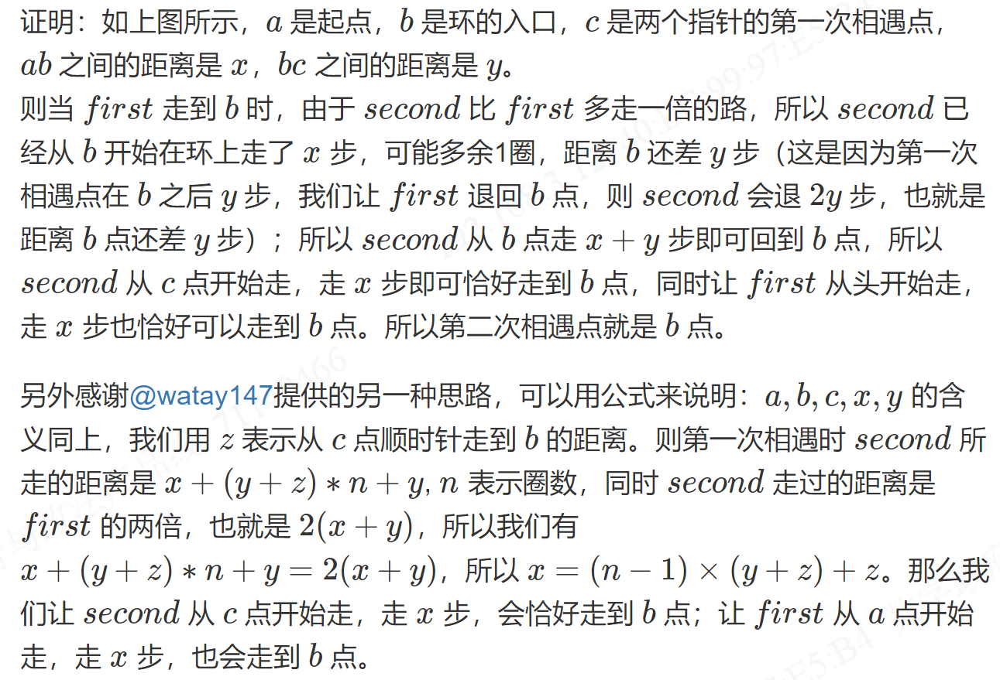 证明：如上图所示，a 是起点，b 是环的入口，c 是两个指针的第一次相遇点，
ab 之间的距离是 x，bc 之间的距离是 y。
则当 first 走到 b 时，由于 second 比 first 多走一倍的路，所以 second 已
经从 b 开始在环上走了 x 步，可能多余1圈，距离 b 还差 y 步（这是因为第一次
相遇点在 b 之后 y 步，我们让 first 退回 b 点，则 second 会退 2y 步，也就是
距离 b 点还差 y 步）；所以 second 从 b 点走 x + y 步即可回到 b 点，所以
second 从 c 点开始走，走 x 步即可恰好走到 b 点，同时让 first 从头开始走，
走 x 步也恰好可以走到 b 点。所以第二次相遇点就是 b 点。
另外感谢@watay147提供的另一种思路，可以用公式来说明：a, b, c, x, y 的含
义同上，我们用 z 表示从 c 点顺时针走到 b 的距离。则第一次相遇时 second 所
走的距离是 x + (y + z) ∗ n + y, n 表示圈数，同时 second 走过的距离是
first 的两倍，也就是 2(x + y)，所以我们有
x + (y + z) ∗ n + y = 2(x + y)，所以 x = (n − 1) × (y + z) + z。那么我
们让 second 从 c 点开始走，走 x 步，会恰好走到 b 点；让 first 从 a 点开始
走，走 x 步，也会走到 b 点。